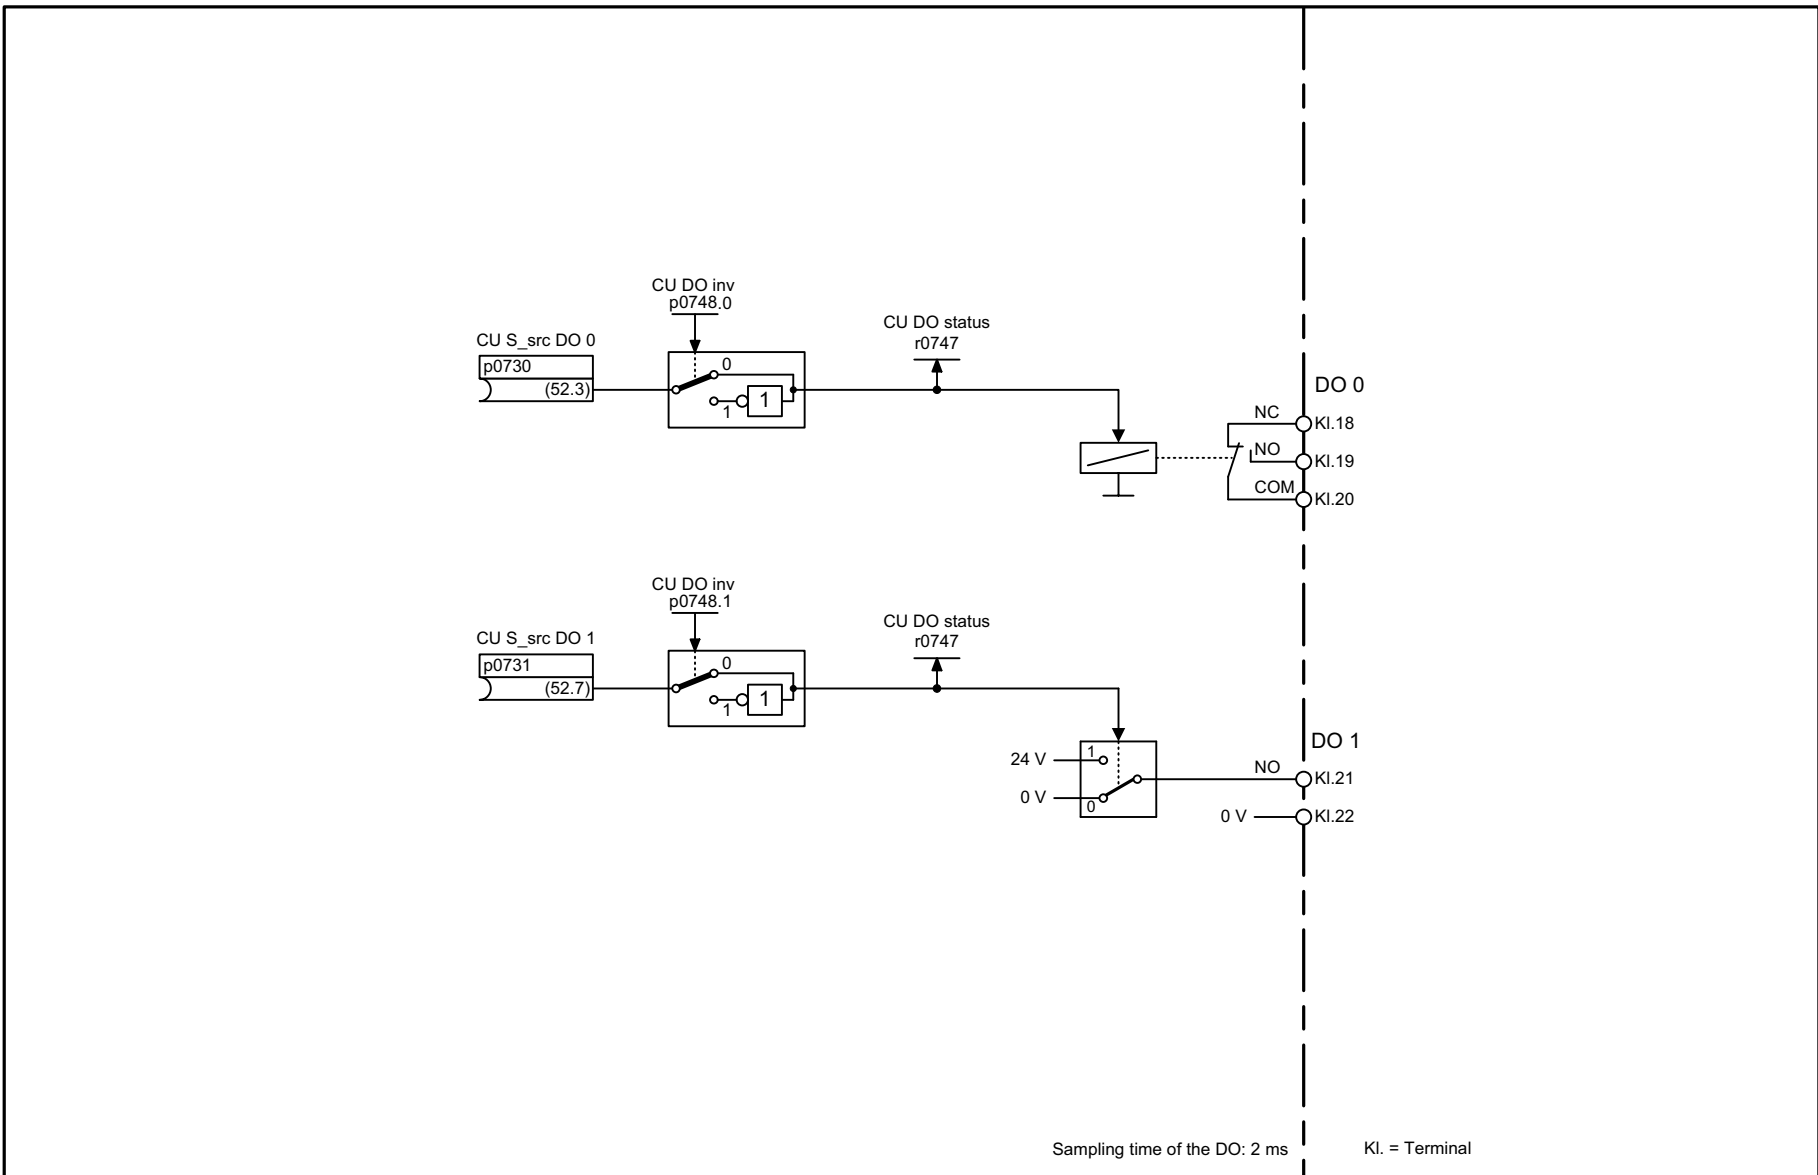 CU DO inv
p0748.0
CU S_src DO 0
p0730
(52.3)
0
1
1
CU DO status
r0747
DO 0
NC
Kl.18
NO
Kl.19
COM
Kl.20
CU DO inv
p0748.1
CU S_src DO 1
p0731
(52.7)
0
1
1
CU DO status
r0747
DO 1
24 V
1
0 V
0
NO
Kl.21
0 V
Kl.22
Sampling time of the DO: 2 ms
Kl. = Terminal